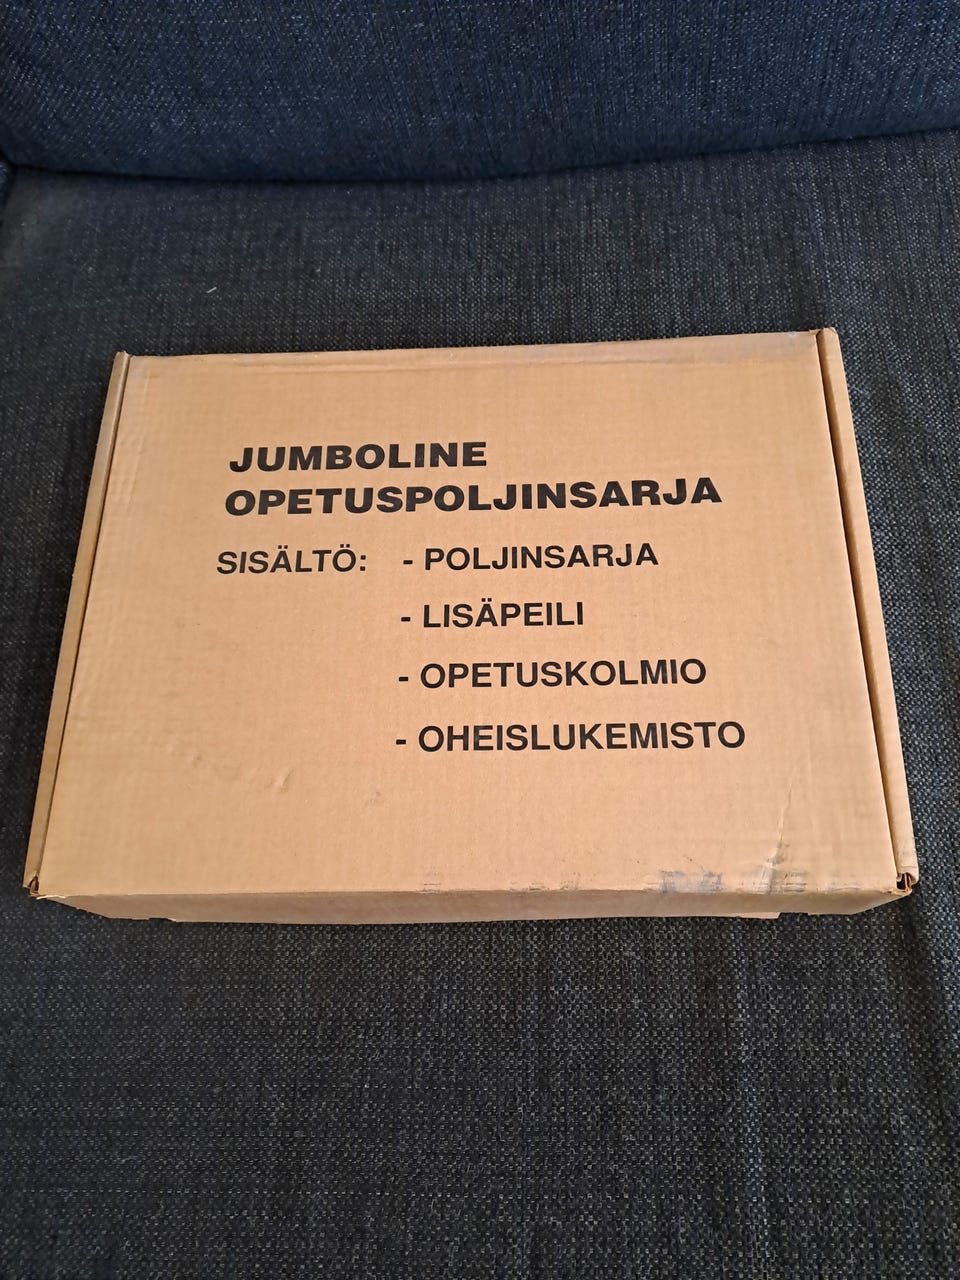 JUMBOLINE
OPETUSPOLJINSARJA
SISÄLTÖ: - POLJINSARJA
- LISÄPEILI
- OPETUSKOLMIO
- OHEISLUKEMISTO